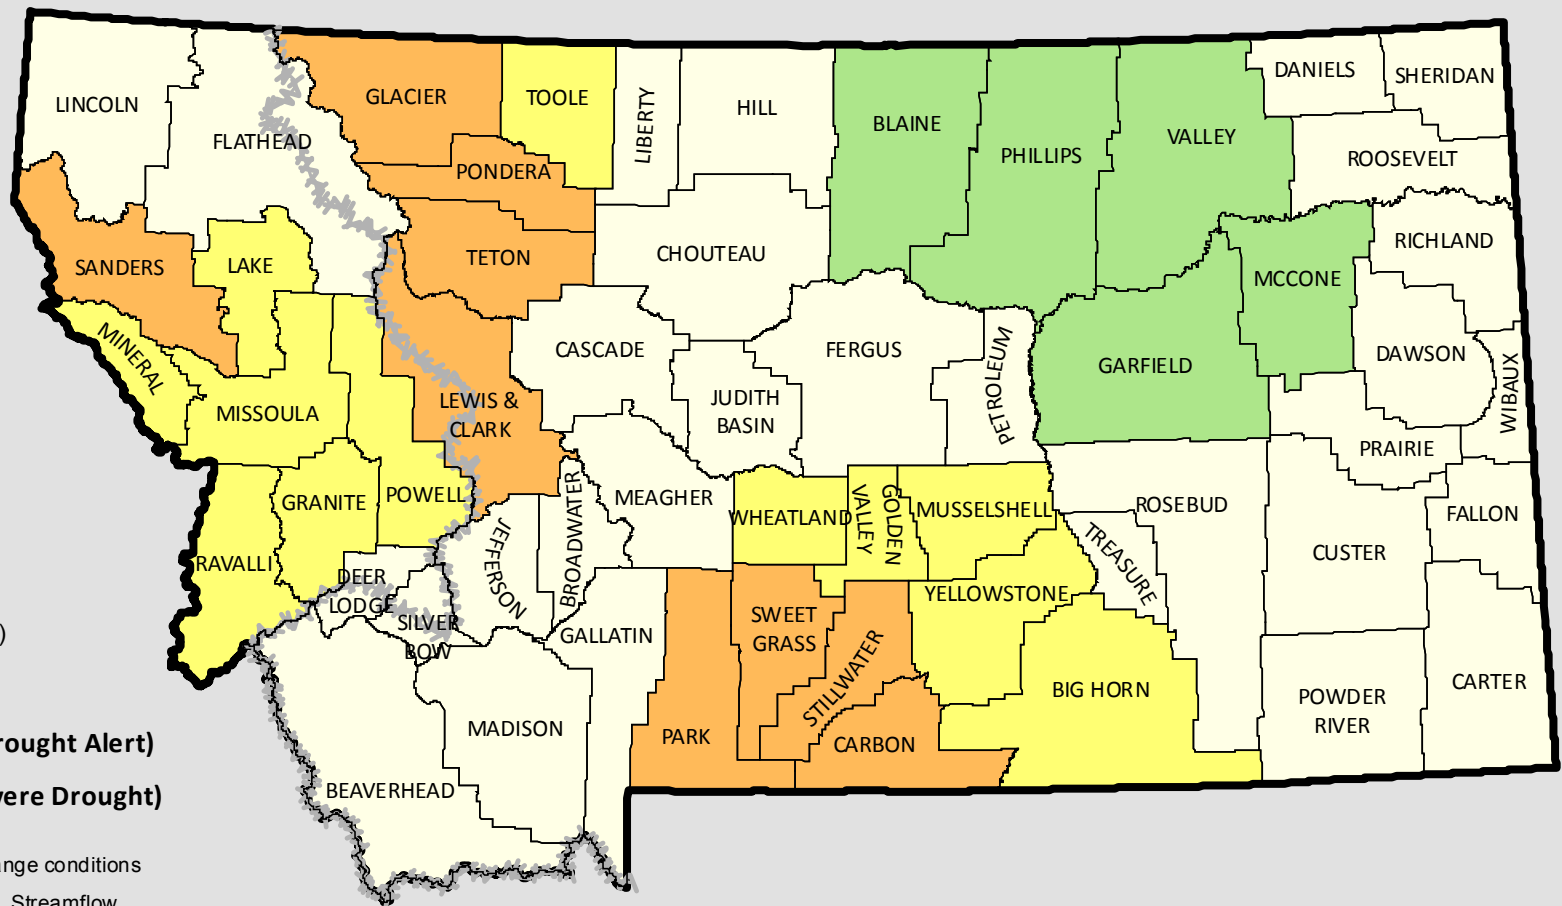 LINCOLN
FLATHEAD
GLACIER
TOOLE
LIBERTY
HILL
BLAINE
PHILLIPS
VALLEY
DANIELS
SHERIDAN
ROOSEVELT
PONDERA
TETON
CHOUTEAU
SANDERS
LAKE
MCCONE
RICHLAND
MINERAL
MISSOULA
LEWIS &
CLARK
CASCADE
JUDITH
BASIN
FERGUS
PETROLEUM
GARFIELD
DAWSON
WIBAUX
PRAIRIE
GRANITE
POWELL
RAVALLI
JEFFERSON
BROADWATER
MEAGHER
WHEATLAND
GOLDEN
VALLEY
MUSSELSHELL
ROSEBUD
TREASURE
CUSTER
FALLON
DEER
LODGE
SILVER
BOW
GALLATIN
SWEET
GRASS
STILLWATER
YELLOWSTONE
BIG HORN
POWDER
RIVER
CARTER
MADISON
PARK
CARBON
BEAVERHEAD
)
rought Alert)
vere Drought)
ange conditions
Streamflow